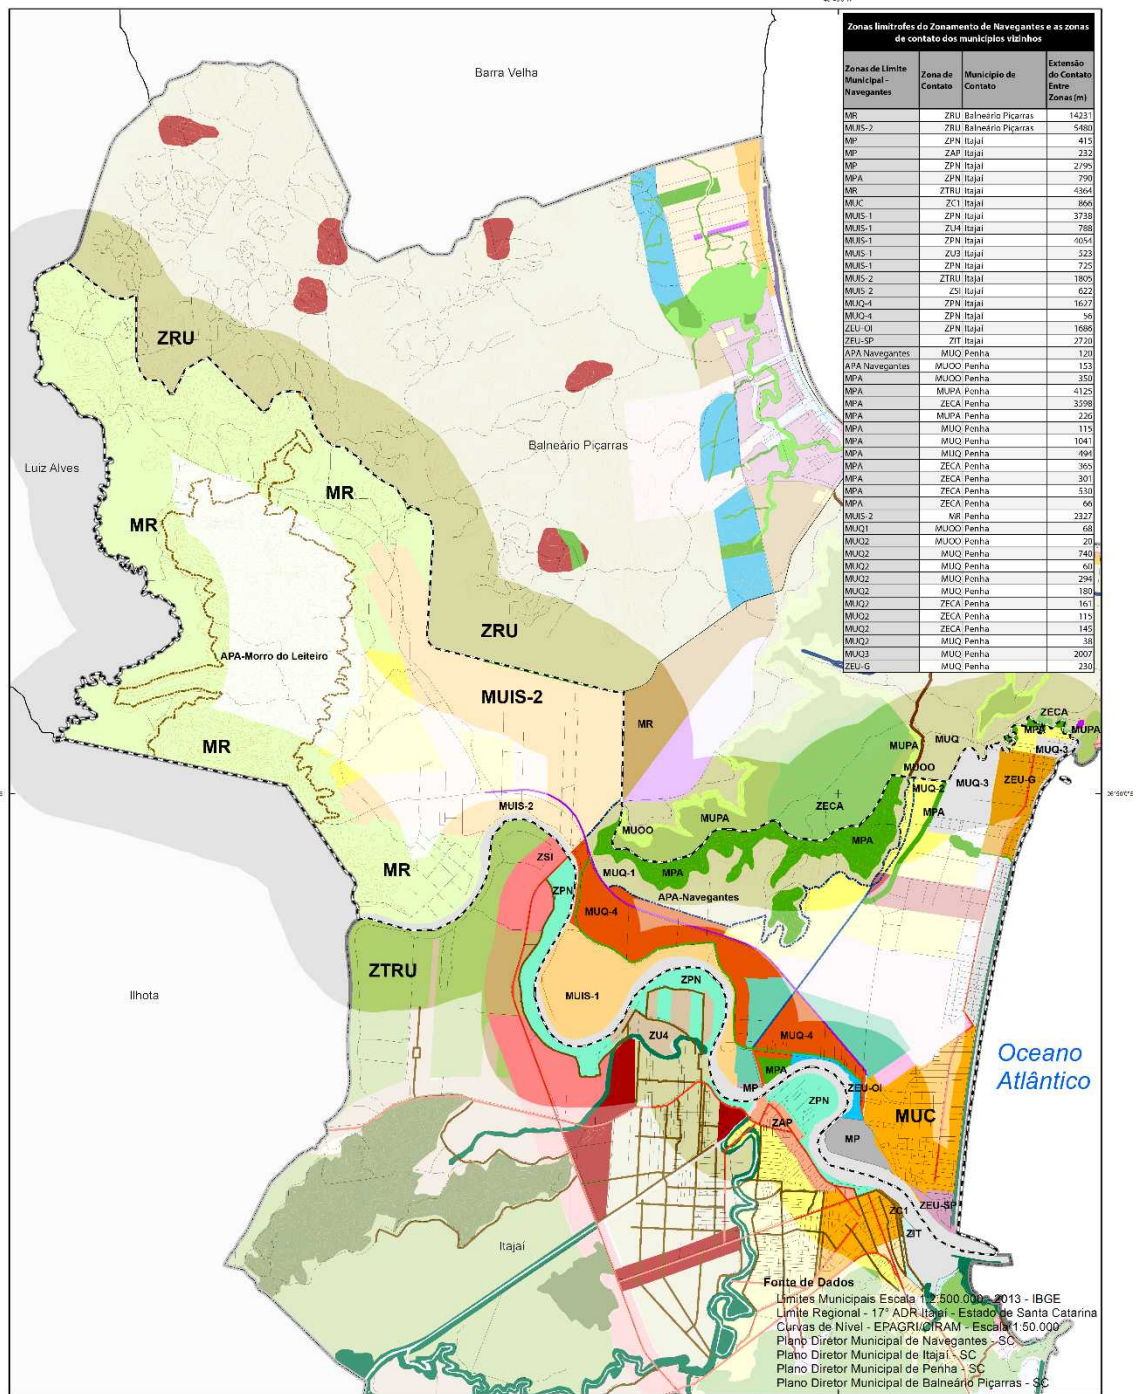 Zonas limítrofes do Zonamento de Navegantes e as zonas
de contato dos municípios vizinhos
Zonas de Limite Municipal - Navegantes Zona de Contato Município de Contato Extensão do Contato Entre Zonas (m)
MR ZRU Balneário Piçarras 14231
MUIS-2 ZRU Balneário Piçarras 5480
MP ZPN Itajaí 415
MP ZAP Itajaí 232
MP ZPN Itajaí 2795
MPA ZPN Itajaí 790
MR ZTRU Itajaí 4364
MUC ZC1 Itajaí 866
MUIS-1 ZPN Itajaí 3738
MUIS-1 ZU4 Itajaí 788
MUIS-1 ZPN Itajaí 4054
MUIS-1 ZU3 Itajaí 523
MUIS-1 ZPN Itajaí 725
MUIS-2 ZTRU Itajaí 1805
MUIS-2 ZSI Itajaí 622
MUQ-4 ZPN Itajaí 1627
MUQ-4 ZPN Itajaí 56
ZEU-OI ZPN Itajaí 1686
ZEU-SP ZIT Itajaí 2720
APA Navegantes MUQ Penha 120
APA Navegantes MUOO Penha 153
MPA MUOO Penha 350
MPA MUPA Penha 4125
MPA ZECA Penha 3598
MPA MUPA Penha 226
MPA MUQ Penha 115
MPA MUQ Penha 1041
MPA MUQ Penha 494
MPA ZECA Penha 365
MPA ZECA Penha 301
MPA ZECA Penha 530
MPA ZECA Penha 66
MUIS-2 MR Penha 2327
MUQ1 MUOO Penha 68
MUQ2 MUOO Penha 20
MUQ2 MUQ Penha 740
MUQ2 MUQ Penha 60
MUQ2 MUQ Penha 294
MUQ2 MUQ Penha 180
MUQ2 ZECA Penha 161
MUQ2 ZECA Penha 115
MUQ2 ZECA Penha 145
MUQ2 MUQ Penha 38
MUQ3 MUQ Penha 2007
ZEU-G MUQ Penha 230
Barra Velha
ZRU
Balneário Piçarras
Luiz Alves
MR
MR
ZRU
APA-Morro do Leiteiro
MUIS-2
MR
MR
ZECA
MPA
MUPA
MUQ
MUPA
MUQ-3
MUOO
ZEU-G
MUQ-3
MUQ-2
MUIS-2
ZECA
MPA
MUPA
MUOO
MPA
ZSI
MR
MUQ-1
MPA
ZPN
APA-Navegantes
MUQ-4
ZTRU
ZPN
Ilhota
MUIS-1
ZU4
MUQ-4
Oceano
Atlântico
MPA
MP
ZEU-OI
ZPN
MUC
ZAP
MP
ZEU-SP
ZC1
ZIT
Itajaí
Fonte de Dados
Limites Municipais Escala 1:2.500.000 - 2013 - IBGE
Limite Regional - 17° ADR Itajaí - Estado de Santa Catarina
Curvas de Nível - EPAGRI/CIRAM - Escala 1:50.000
Plano Diretor Municipal de Navegantes - SC
Plano Diretor Municipal de Itajaí - SC
Plano Diretor Municipal de Penha - SC
Plano Diretor Municipal de Balneário Piçarras - SC